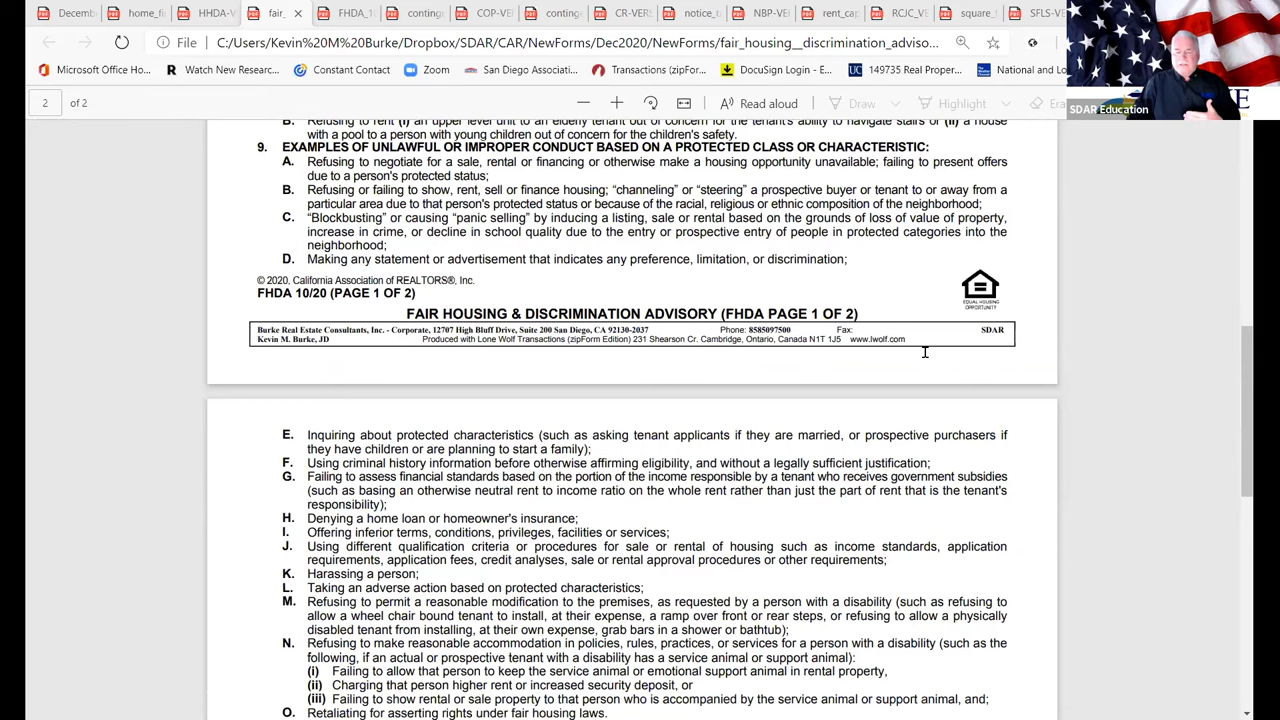 Decemb
home_fi
HHDA-V
fair_
FHDA_1
conting
COP-VE
conting
CR-VERS
notice_t
NBP-VE
rent_cap
RCJC_VE
square_
SFLS-VE
File C:/Users/Kevin%20M%20Burke/Dropbox/SDAR/CAR/NewForms/Dec2020/NewForms/fair_housing__discrimination_adviso...
Microsoft Office Ho...
Watch New Researc...
Constant Contact
Zoom
San Diego Associati...
Transactions (zipFor...
DocuSign Login - E...
149735 Real Proper...
National and Lo
SDAR Education
2 of 2
Read aloud
Draw
Highlight
Era
with a pool to a person with young children out of concern for the children's safety.
9. EXAMPLES OF UNLAWFUL OR IMPROPER CONDUCT BASED ON A PROTECTED CLASS OR CHARACTERISTIC:
A. Refusing to negotiate for a sale, rental or financing or otherwise make a housing opportunity unavailable; failing to present offers
due to a person's protected status;
B. Refusing or failing to show, rent, sell or finance housing; “channeling” or “steering” a prospective buyer or tenant to or away from a
particular area due to that person's protected status or because of the racial, religious or ethnic composition of the neighborhood;
C. “Blockbusting” or causing “panic selling” by inducing a listing, sale or rental based on the grounds of loss of value of property,
increase in crime, or decline in school quality due to the entry or prospective entry of people in protected categories into the
neighborhood;
D. Making any statement or advertisement that indicates any preference, limitation, or discrimination;
© 2020, California Association of REALTORS®, Inc.
FHDA 10/20 (PAGE 1 OF 2)
EQUAL HOUSING
OPPORTUNITY
FAIR HOUSING & DISCRIMINATION ADVISORY (FHDA PAGE 1 OF 2)
Burke Real Estate Consultants, Inc. - Corporate, 12707 High Bluff Drive, Suite 200 San Diego, CA 92130-2037 Phone: 8585097500 Fax: SDAR
Kevin M. Burke, JD Produced with Lone Wolf Transactions (zipForm Edition) 231 Shearson Cr. Cambridge, Ontario, Canada N1T 1J5 www.lwolf.com
E. Inquiring about protected characteristics (such as asking tenant applicants if they are married, or prospective purchasers if
they have children or are planning to start a family);
F. Using criminal history information before otherwise affirming eligibility, and without a legally sufficient justification;
G. Failing to assess financial standards based on the portion of the income responsible by a tenant who receives government subsidies
(such as basing an otherwise neutral rent to income ratio on the whole rent rather than just the part of rent that is the tenant's
responsibility);
H. Denying a home loan or homeowner's insurance;
I. Offering inferior terms, conditions, privileges, facilities or services;
J. Using different qualification criteria or procedures for sale or rental of housing such as income standards, application
requirements, application fees, credit analyses, sale or rental approval procedures or other requirements;
K. Harassing a person;
L. Taking an adverse action based on protected characteristics;
M. Refusing to permit a reasonable modification to the premises, as requested by a person with a disability (such as refusing to
allow a wheel chair bound tenant to install, at their expense, a ramp over front or rear steps, or refusing to allow a physically
disabled tenant from installing, at their own expense, grab bars in a shower or bathtub);
N. Refusing to make reasonable accommodation in policies, rules, practices, or services for a person with a disability (such as the
following, if an actual or prospective tenant with a disability has a service animal or support animal):
(i) Failing to allow that person to keep the service animal or emotional support animal in rental property,
(ii) Charging that person higher rent or increased security deposit, or
(iii) Failing to show rental or sale property to that person who is accompanied by the service animal or support animal, and;
O. Retaliating for asserting rights under fair housing laws.